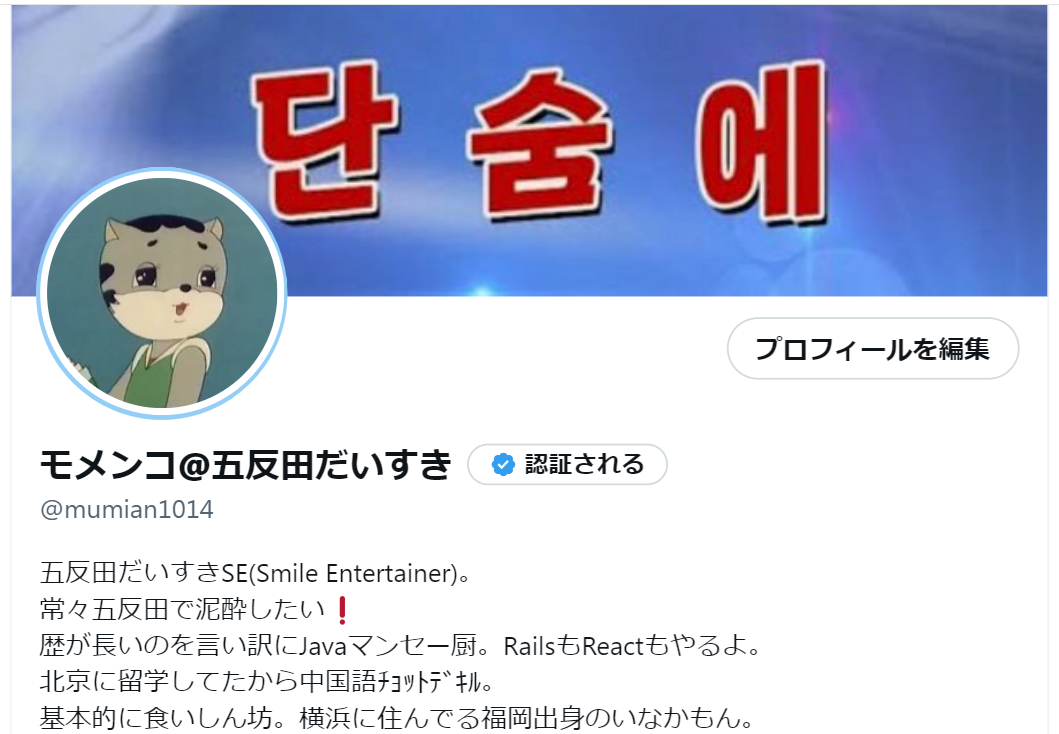 단숨에
プロフィールを編集
モメンコ@五反田だいすき
認証される
@mumian1014
五反田だいすきSE(Smile Entertainer)。
常々五反田で泥酔したい❗
歴が長いのを言い訳にJavaマンセー厨。RailsもReactもやるよ。
北京に留学してたから中国語ﾁｮｯﾄﾃﾞｷﾙ。
基本的に食いしん坊。横浜に住んでる福岡出身のいなかもん。